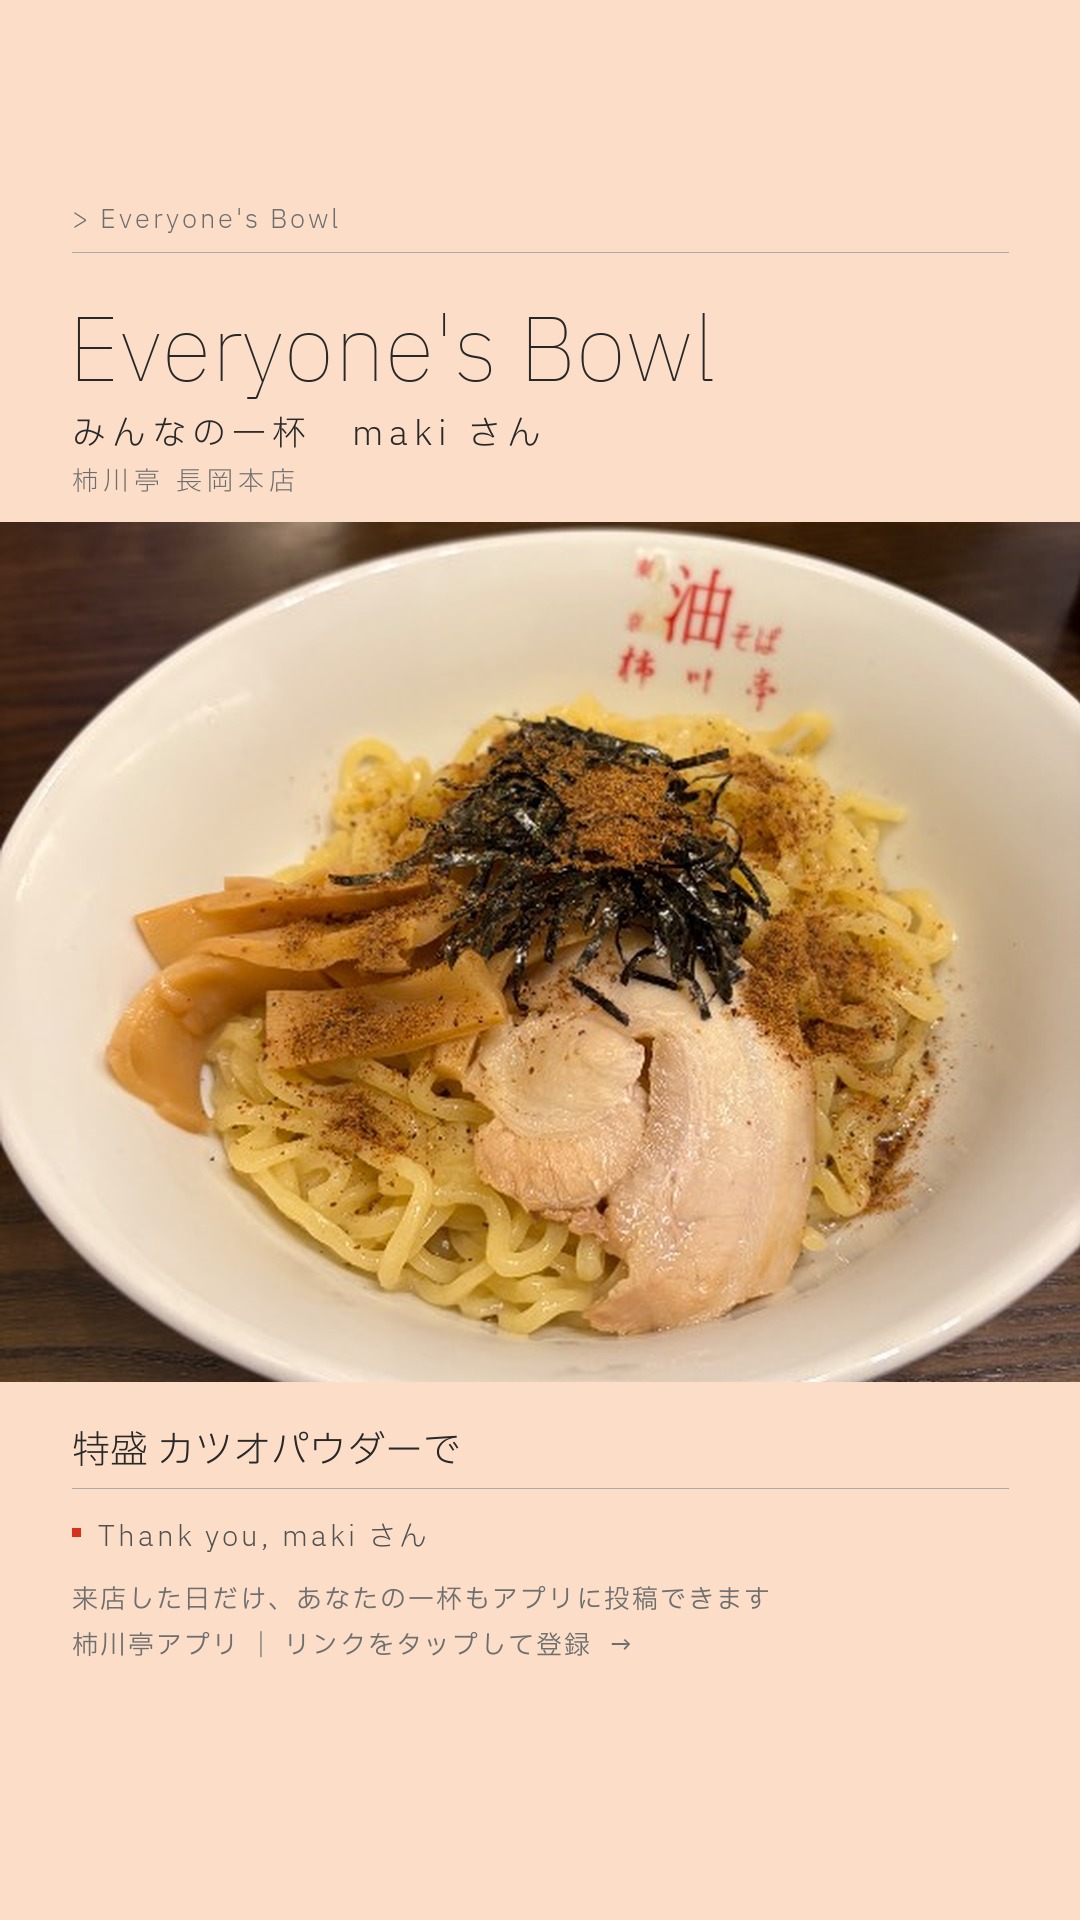 > Everyone's Bowl
Everyone's Bowl
みんなの一杯　maki さん
柿川亭 長岡本店
東京
油そば
柿川亭
特盛 カツオパウダーで
Thank you, maki さん
来店した日だけ、あなたの一杯もアプリに投稿できます
柿川亭アプリ ｜ リンクをタップして登録 →